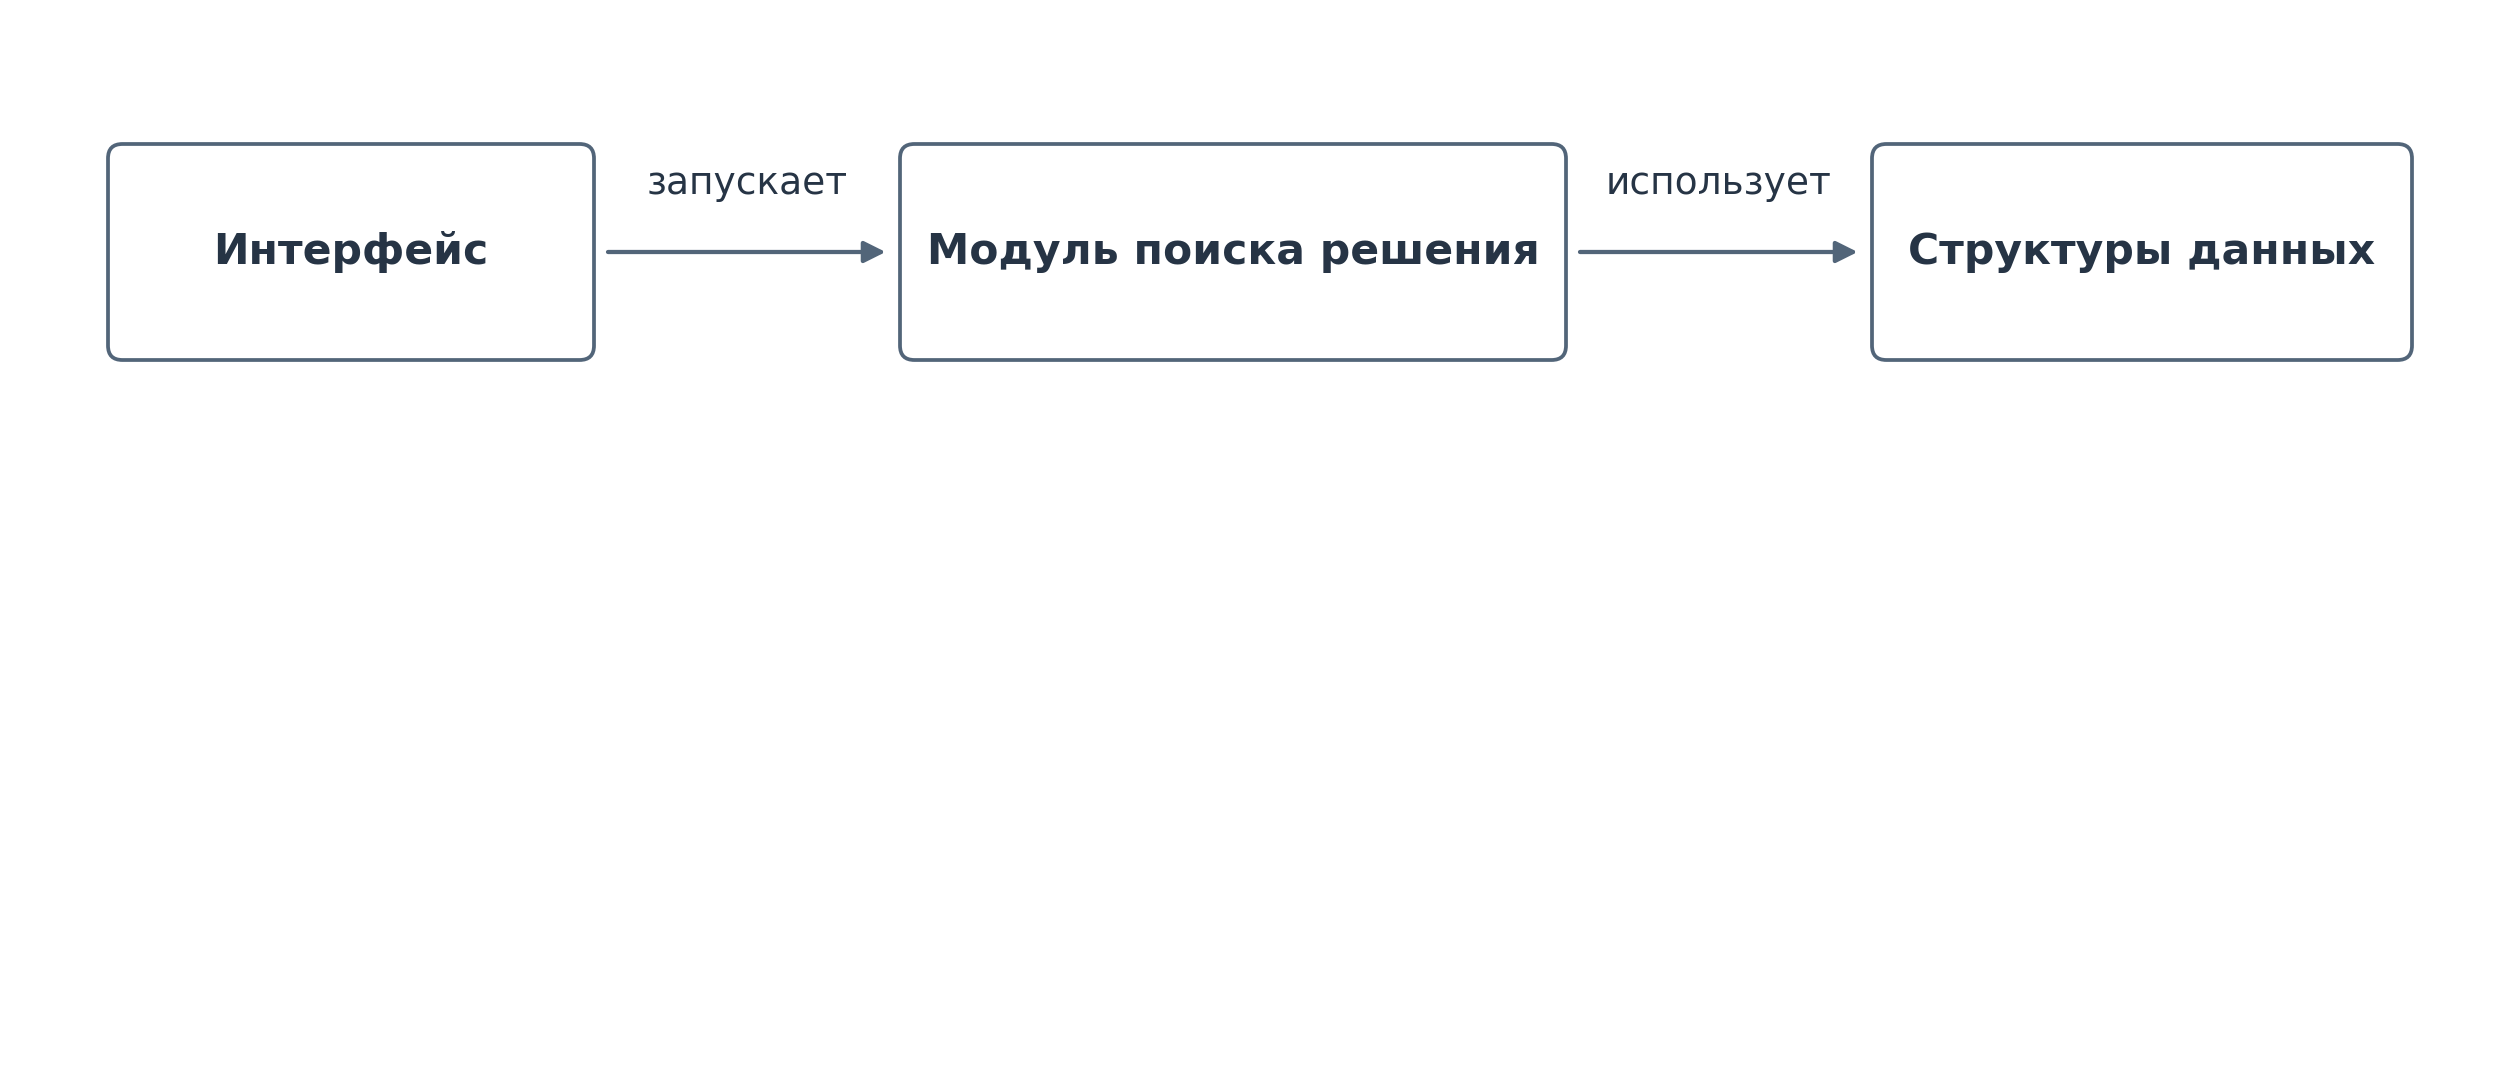 запускает
использует
Интерфейс
Модуль поиска решения
Структуры данных